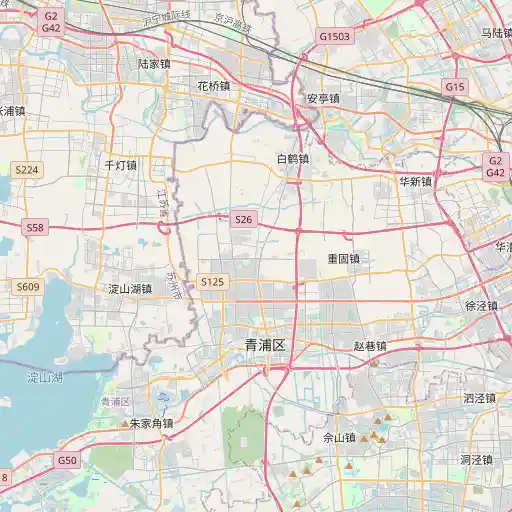 G2
G42
沪宁城际线
京沪高铁
G1503
马陆镇
陆家镇
花桥镇
安亭镇
G15
张浦镇
S224
千灯镇
白鹤镇
G2
G42
华新镇
江苏省
S58
S26
苏州市
重固镇
S609
淀山湖镇
S125
徐泾镇
青浦区
赵巷镇
淀山湖
青浦区
泗泾镇
朱家角镇
佘山镇
G50
洞泾镇
8